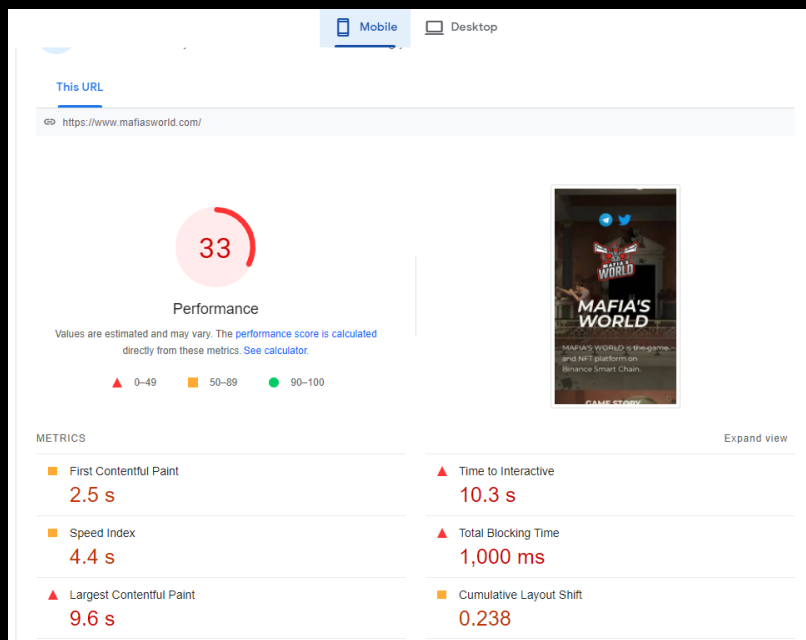 Mobile
Desktop
This URL
https://www.mafiasworld.com/
33
Performance
Values are estimated and may vary. The performance score is calculated
directly from these metrics. See calculator.
0–49
50–89
90–100
MAFIA'S
WORLD
MAFIA'S
WORLD
MAFIA'S WORLD is the game
and NFT platform on
Binance Smart Chain.
GAME STORY
METRICS
Expand view
First Contentful Paint
2.5 s
Time to Interactive
10.3 s
Speed Index
4.4 s
Total Blocking Time
1,000 ms
Largest Contentful Paint
9.6 s
Cumulative Layout Shift
0.238